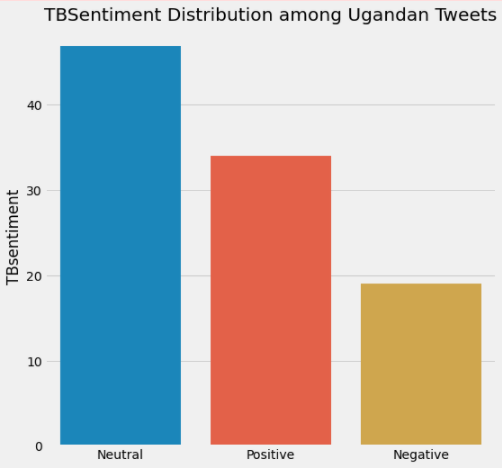 TBSentiment Distribution among Ugandan Tweets
TBsentiment
40
30
20
10
0
Neutral
Positive
Negative